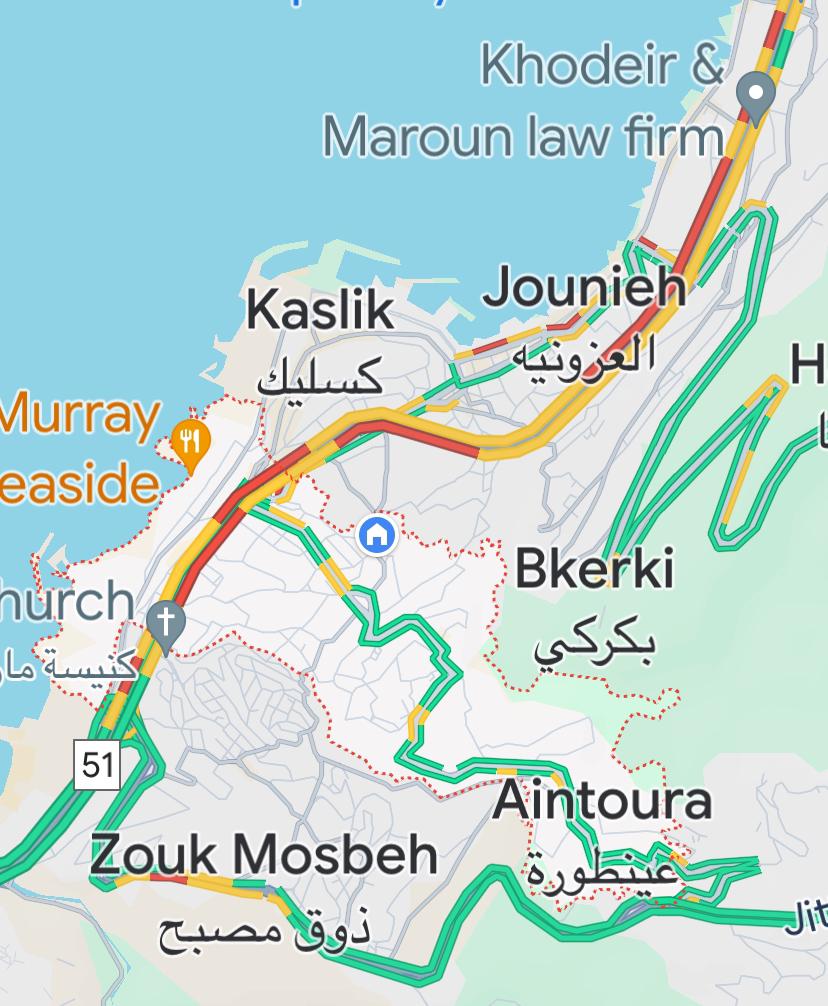 Khodeir &
Maroun law firm
Jounieh
العزونيه
Kaslik
كسليك
Murray
easide
Bkerki
بكركي
hurch
كنيسة مار
51
Aintoura
عينطورة
Zouk Mosbeh
ذوق مصبح
Jit
H